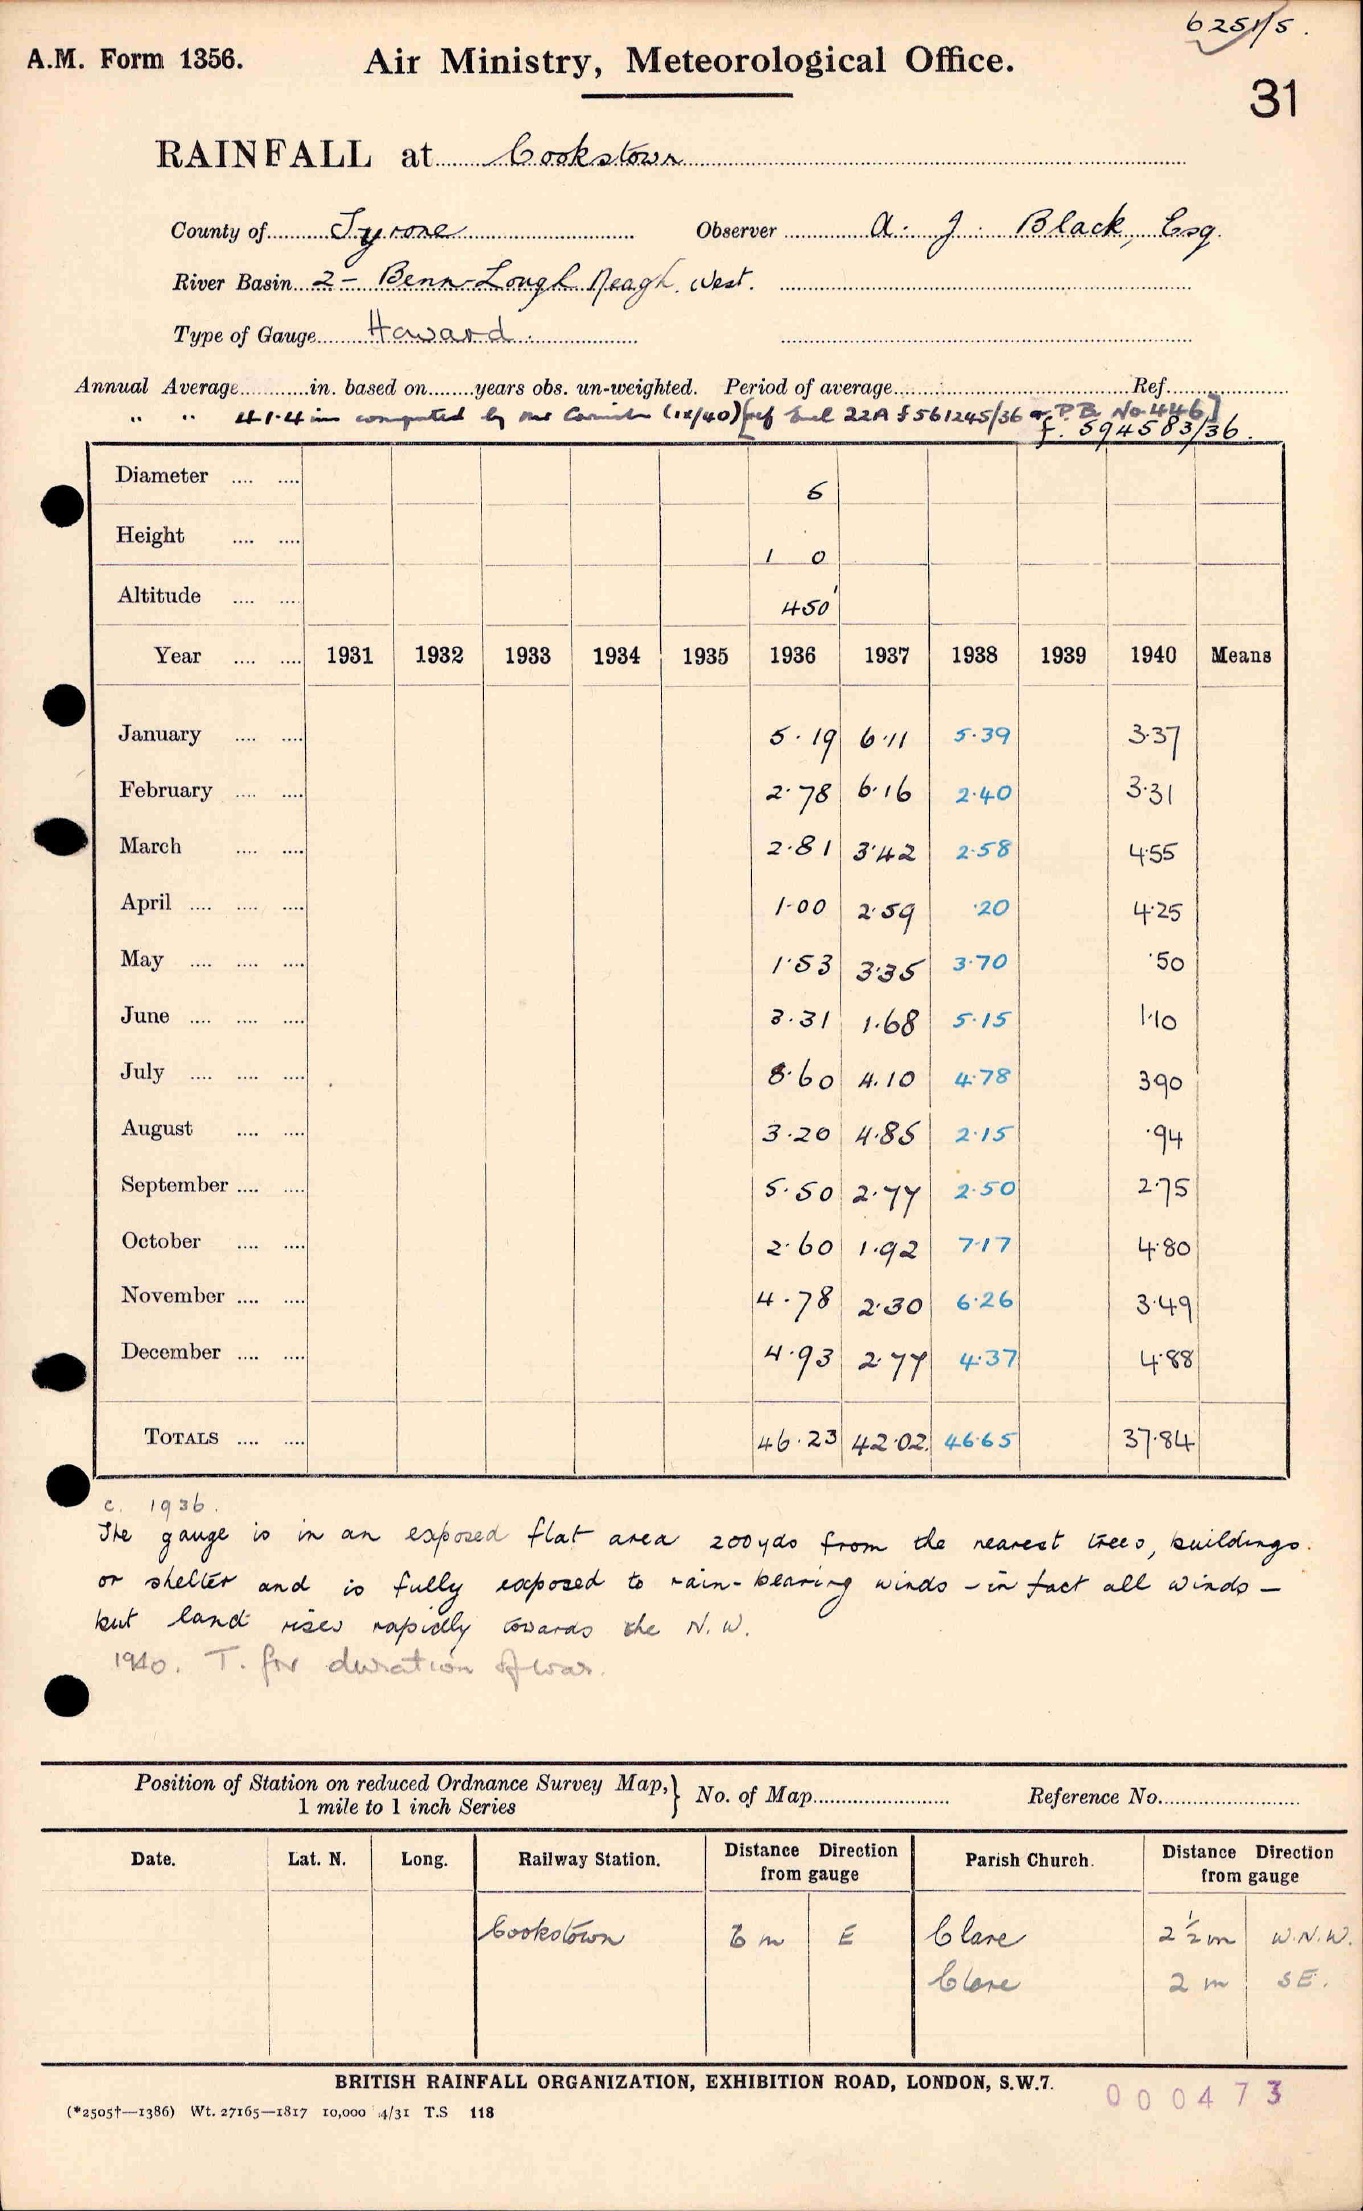 6251/5.
A.M. Form 1356. Air Ministry, Meteorological Office.
31
RAINFALL at Cookstown
County of Tyrone Observer A. J. Black, Esq.
River Basin 2 - Benn-Lough Neagh. West.
Type of Gauge Howard.
Annual Average in. based on years obs. un-weighted. Period of average Ref
" " 41.4 in computed by (12/40) [ref 22A f 561245/36 or P.B. No. 446]
f. 594583/36.
Diameter 5
Height 1 0
Altitude 450'
Year 1931 1932 1933 1934 1935 1936 1937 1938 1939 1940 Means
January 5.19 6.11 5.39 3.37
February 2.78 6.16 2.40 3.31
March 2.81 3.42 2.58 4.55
April 1.00 2.59 .20 4.25
May 1.53 3.35 3.70 .50
June 3.31 1.68 5.15 1.10
July 8.60 4.10 4.78 3.90
August 3.20 4.85 2.15 .94
September 5.50 2.77 2.50 2.75
October 2.60 1.92 7.17 4.80
November 4.78 2.30 6.26 3.49
December 4.93 2.77 4.37 4.88
TOTALS 46.23 42.02. 46.65 37.84
c. 1936.
The gauge is in an exposed flat area 200 yds from the nearest trees, buildings
or shelter and is fully exposed to rain-bearing winds - in fact all winds -
but land rises rapidly towards the N.W.
1940. T. for duration of war.
Position of Station on reduced Ordnance Survey Map,} No. of Map Reference No.
1 mile to 1 inch Series
Date. Lat. N. Long. Railway Station. Distance Direction from gauge Parish Church. Distance Direction from gauge
Cookstown 6 m E Clare 2 ½ m W.N.W.
Clare 2 m SE.
BRITISH RAINFALL ORGANIZATION, EXHIBITION ROAD, LONDON, S.W.7.
000473
(*2505†—1386) Wt. 27165—1817 10,000 4/31 T.S 118